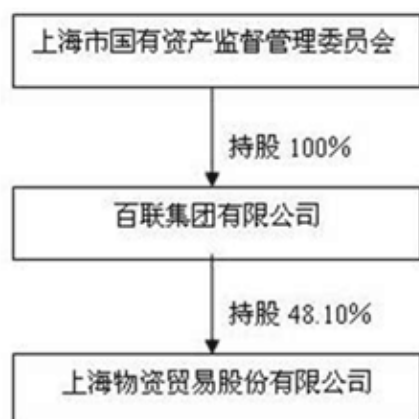 上海市国有资产监督管理委员会
持股 100%
百联集团有限公司
持股 48.10%
上海物资贸易股份有限公司